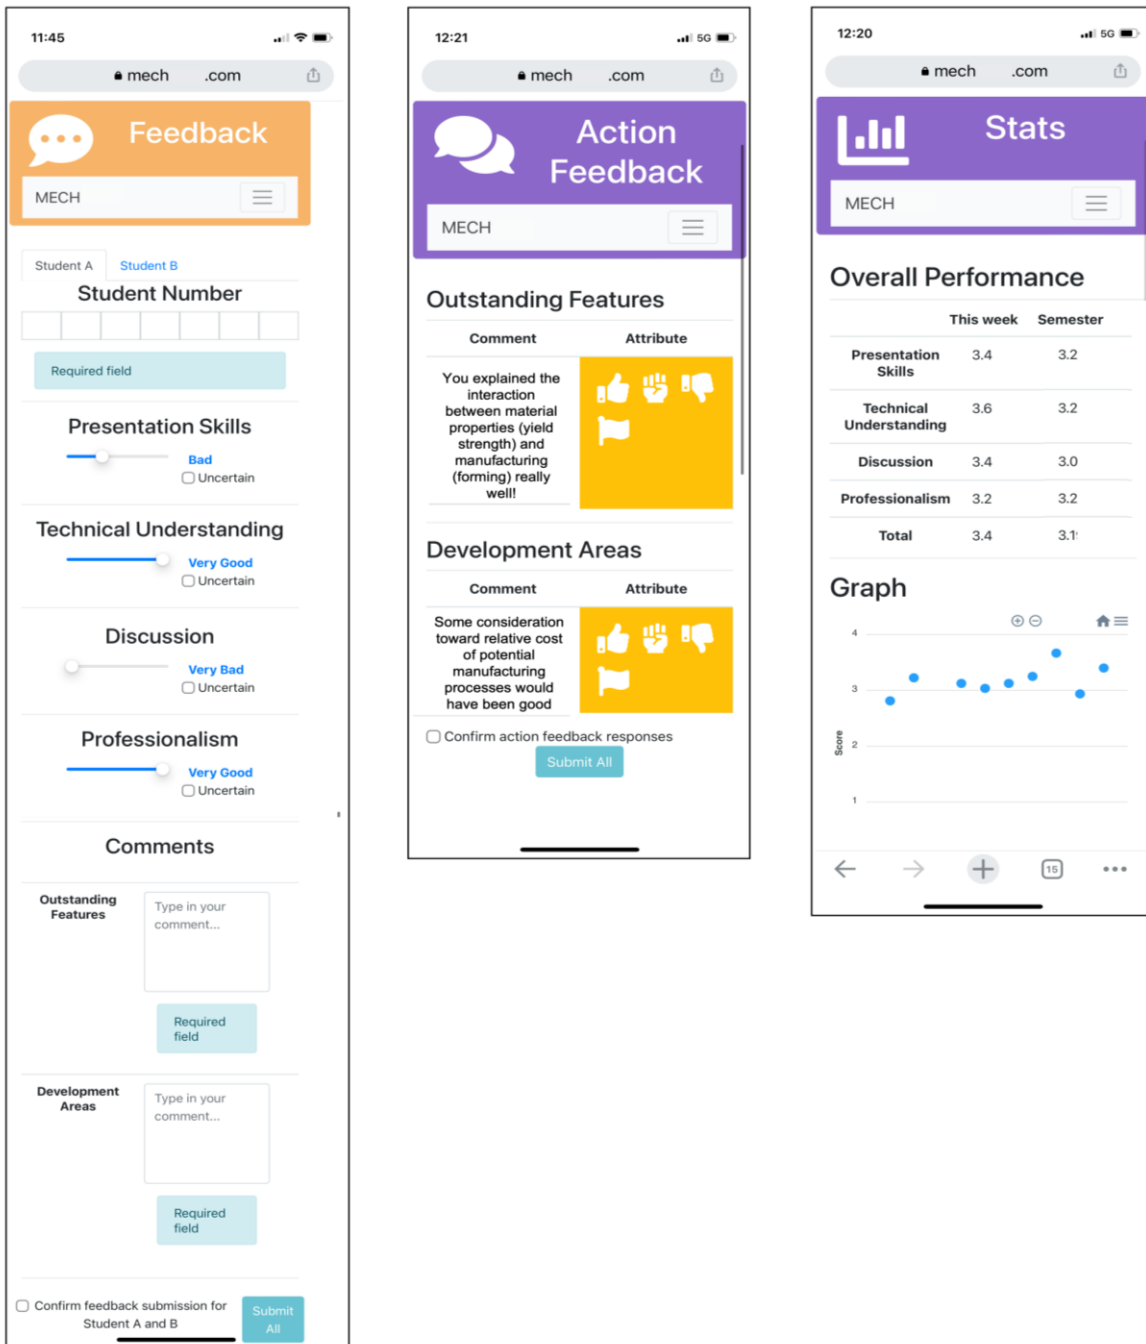 11:45
mech .com
Feedback
MECH
Student A Student B
Student Number
Required field
Presentation Skills
Bad
Uncertain
Technical Understanding
Very Good
Uncertain
Discussion
Very Bad
Uncertain
Professionalism
Very Good
Uncertain
Comments
Outstanding
Features
Type in your
comment...
Required
field
Development
Areas
Type in your
comment...
Required
field
Confirm feedback submission for
Student A and B
Submit
All
12:21
5G
mech .com
Action
Feedback
MECH
Outstanding Features
Comment Attribute
You explained the
interaction
between material
properties (yield
strength) and
manufacturing
(forming) really
well!
Development Areas
Comment Attribute
Some consideration
toward relative cost
of potential
manufacturing
processes would
have been good
Confirm action feedback responses
Submit All
12:20
5G
mech .com
Stats
MECH
Overall Performance
This week Semester
Presentation
Skills
3.4 3.2
Technical
Understanding
3.6 3.2
Discussion 3.4 3.0
Professionalism 3.2 3.2
Total 3.4
Graph
4
3
2
1
Score
15